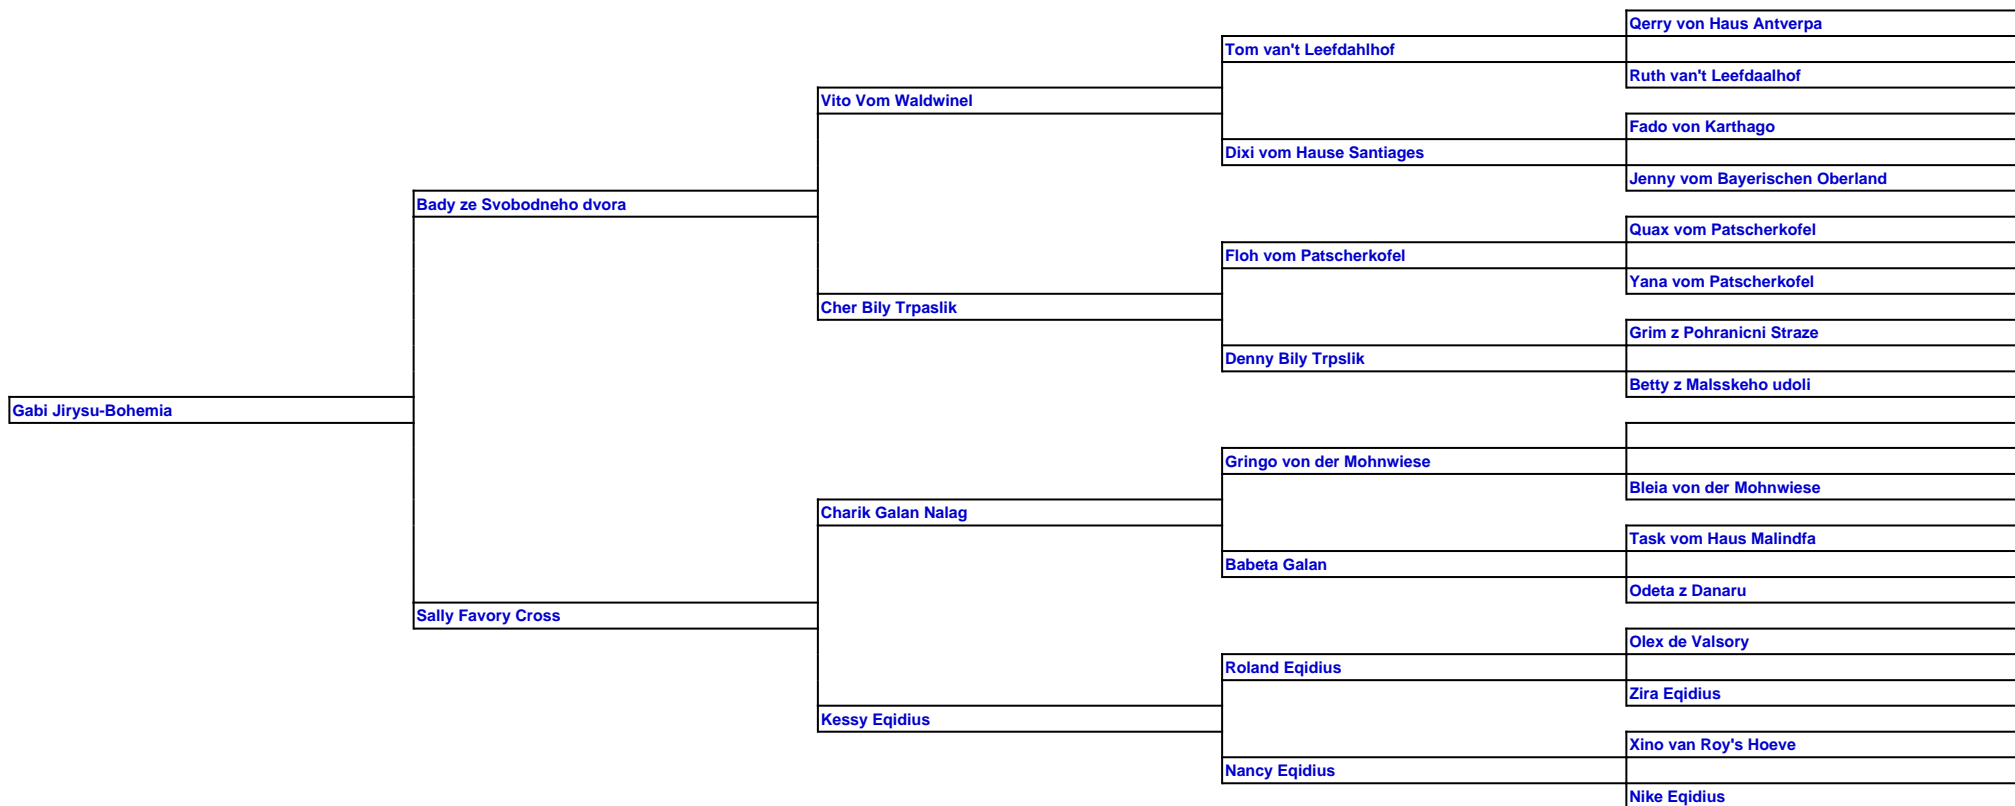 Qerry von Haus Antverpa
Tom van't Leefdahlhof
Ruth van't Leefdaalhof
Vito Vom Waldwinel
Fado von Karthago
Dixi vom Hause Santiages
Jenny vom Bayerischen Oberland
Bady ze Svobodneho dvora
Quax vom Patscherkofel
Floh vom Patscherkofel
Yana vom Patscherkofel
Cher Bily Trpaslik
Grim z Pohranicni Straze
Denny Bily Trpslik
Betty z Malsskeho udoli
Gabi Jirysu-Bohemia
Gringo von der Mohnwiese
Bleia von der Mohnwiese
Charik Galan Nalag
Task vom Haus Malindfa
Babeta Galan
Odeta z Danaru
Sally Favory Cross
Olex de Valsory
Roland Eqidius
Zira Eqidius
Kessy Eqidius
Xino van Roy's Hoeve
Nancy Eqidius
Nike Eqidius